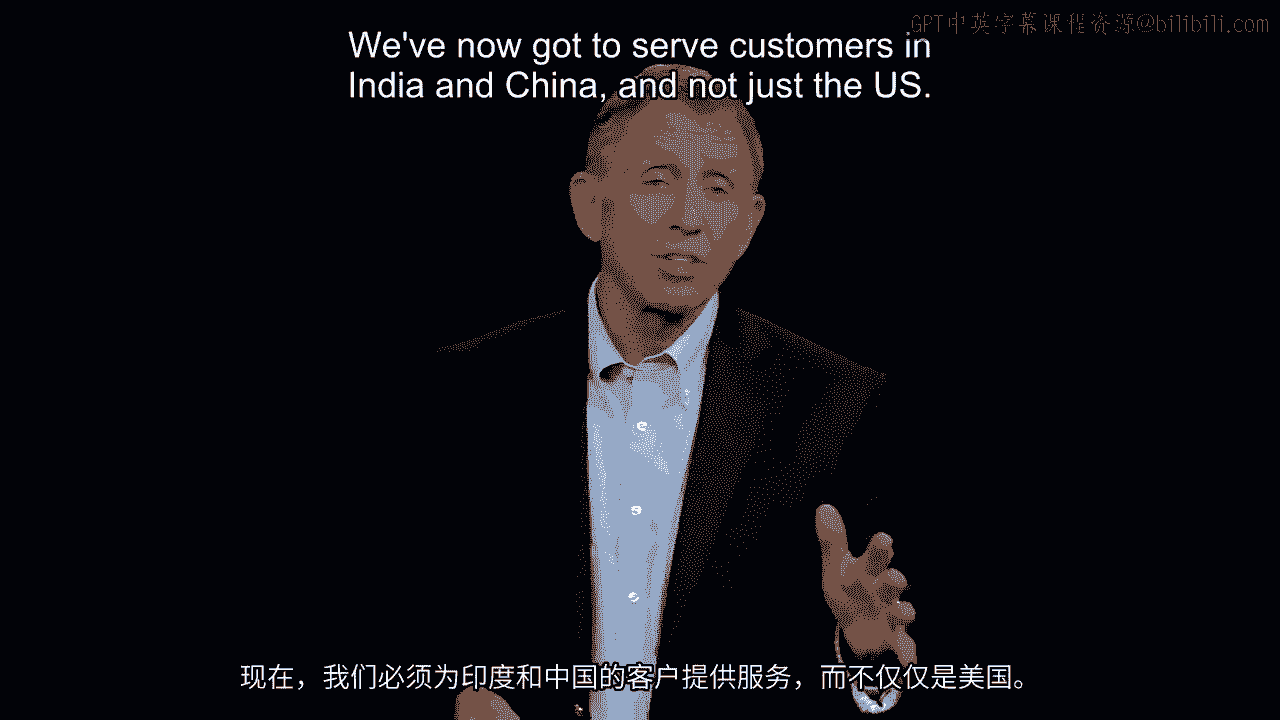 GPT中英字幕课程资源@bilibili.com
We've now got to serve customers in
India and China, and not just the US.
现在，我们必须为印度和中国的客户提供服务，而不仅仅是美国。